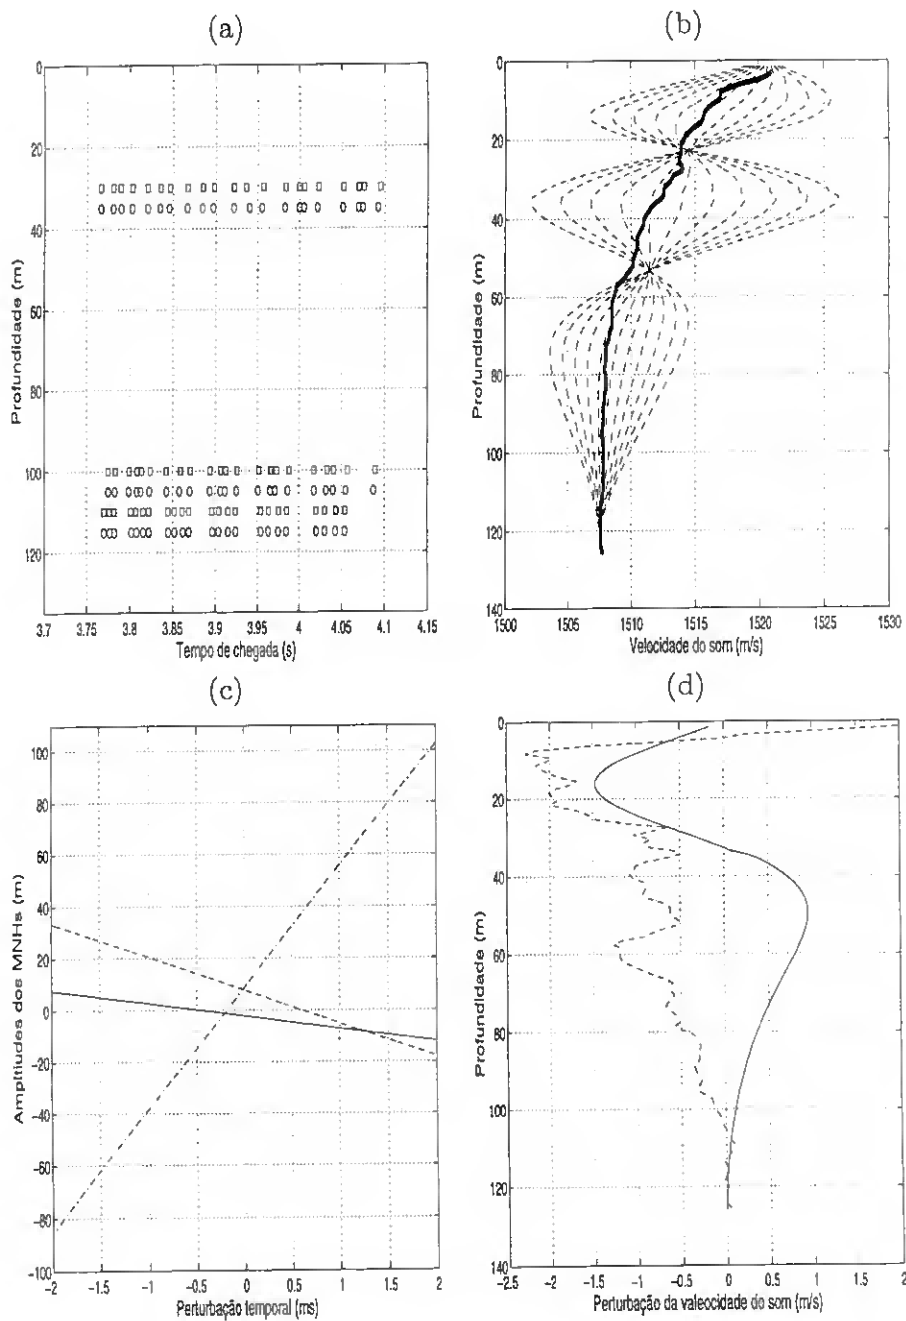 (a)
(b)
0
20
40
60
80
100
120
Profundidade (m)
3.7 3.75 3.8 3.85 3.9 3.95 4 4.05 4.1 4.15
Tempo de chegada (s)
0
20
40
60
80
100
120
140
Profundidade (m)
1500 1505 1510 1515 1520 1525 1530
Velocidade do som (m/s)
(c)
(d)
100
80
60
40
20
0
−20
−40
−60
−80
−100
Amplitudes dos MNHs (m)
−2 −1.5 −1 −0.5 0 0.5 1 1.5 2
Perturbação temporal (ms)
0
20
40
60
80
100
120
140
Profundidade (m)
−2.5 −2 −1.5 −1 −0.5 0 0.5 1 1.5 2
Perturbação da valeocidade do som (m/s)